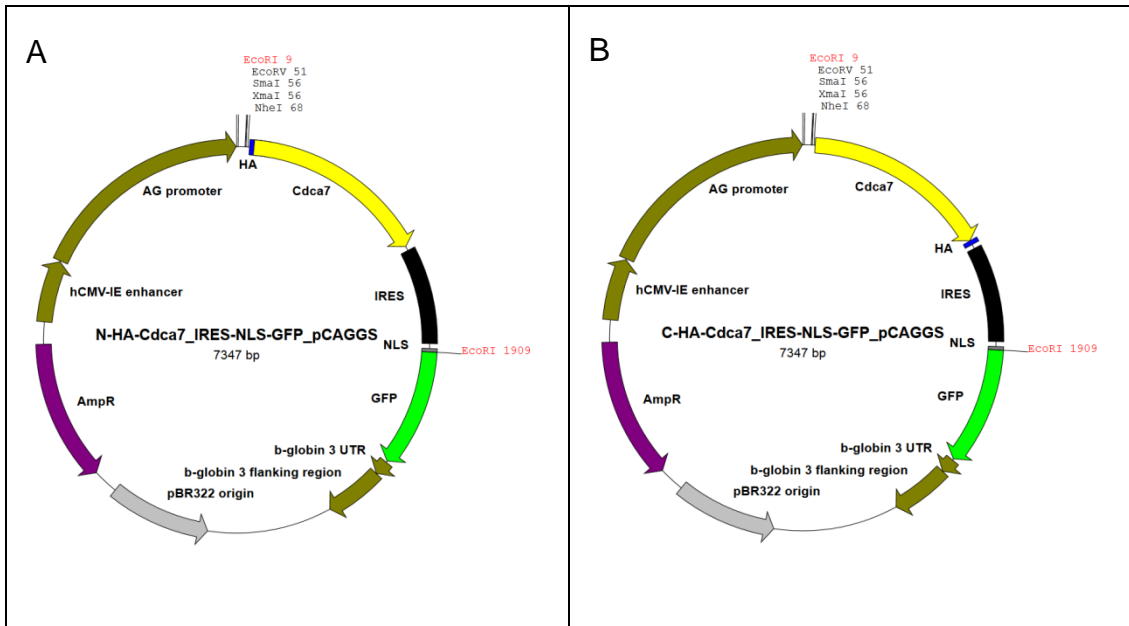 A
EcoRI 9
EcoRV 51
SmaI 56
XmaI 56
NheI 68
HA
AG promoter
Cdca7
hCMV-IE enhancer
IRES
N-HA-Cdca7_IRES-NLS-GFP_pCAGGS
7347 bp
NLS
EcoRI 1909
AmpR
GFP
b-globin 3 UTR
b-globin 3 flanking region
pBR322 origin
B
EcoRI 9
EcoRV 51
SmaI 56
XmaI 56
NheI 68
AG promoter
Cdca7
HA
hCMV-IE enhancer
IRES
C-HA-Cdca7_IRES-NLS-GFP_pCAGGS
7347 bp
NLS
EcoRI 1909
AmpR
GFP
b-globin 3 UTR
b-globin 3 flanking region
pBR322 origin